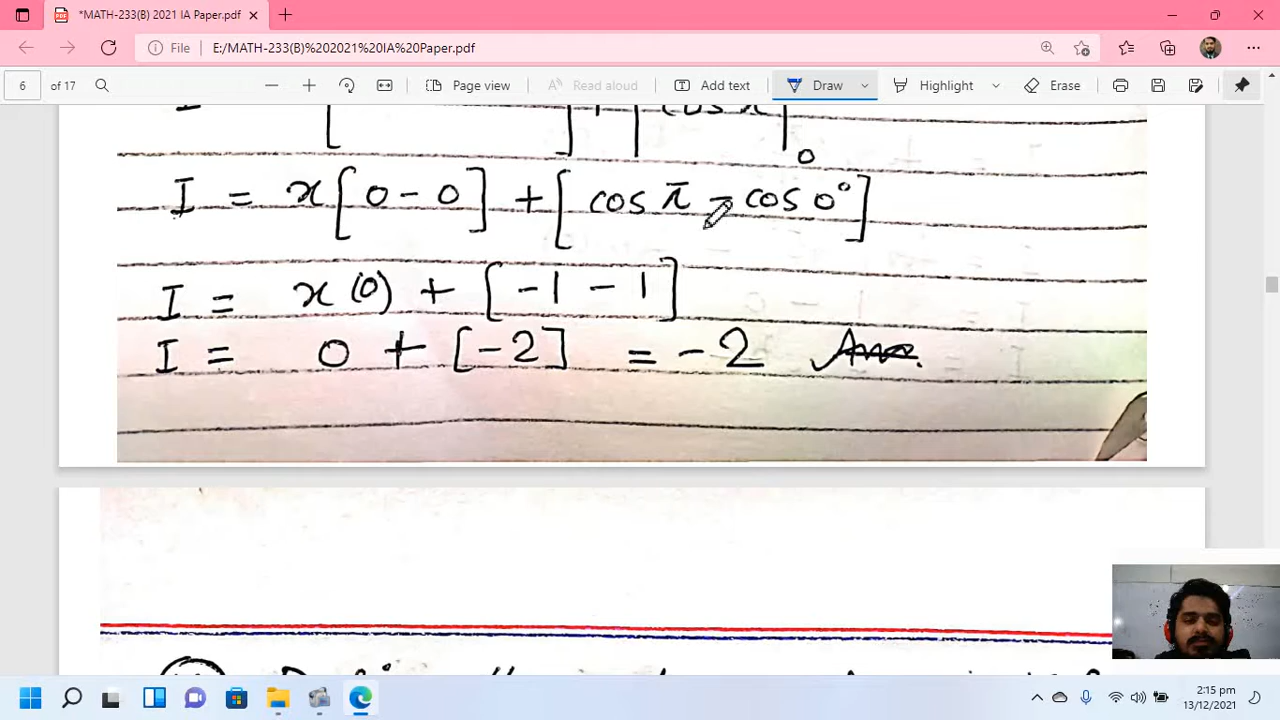 *MATH-233(B) 2021 IA Paper.pdf
File E:/MATH-233(B)%202021%20IA%20Paper.pdf
6 of 17 Page view Read aloud Add text Draw Highlight Erase
cos x
0
I = x[0-0] + [cos π - cos 0°]
I = x(0) + [-1 - 1]
I = 0 + [-2] = -2 Ans.
2:15 pm
13/12/2021